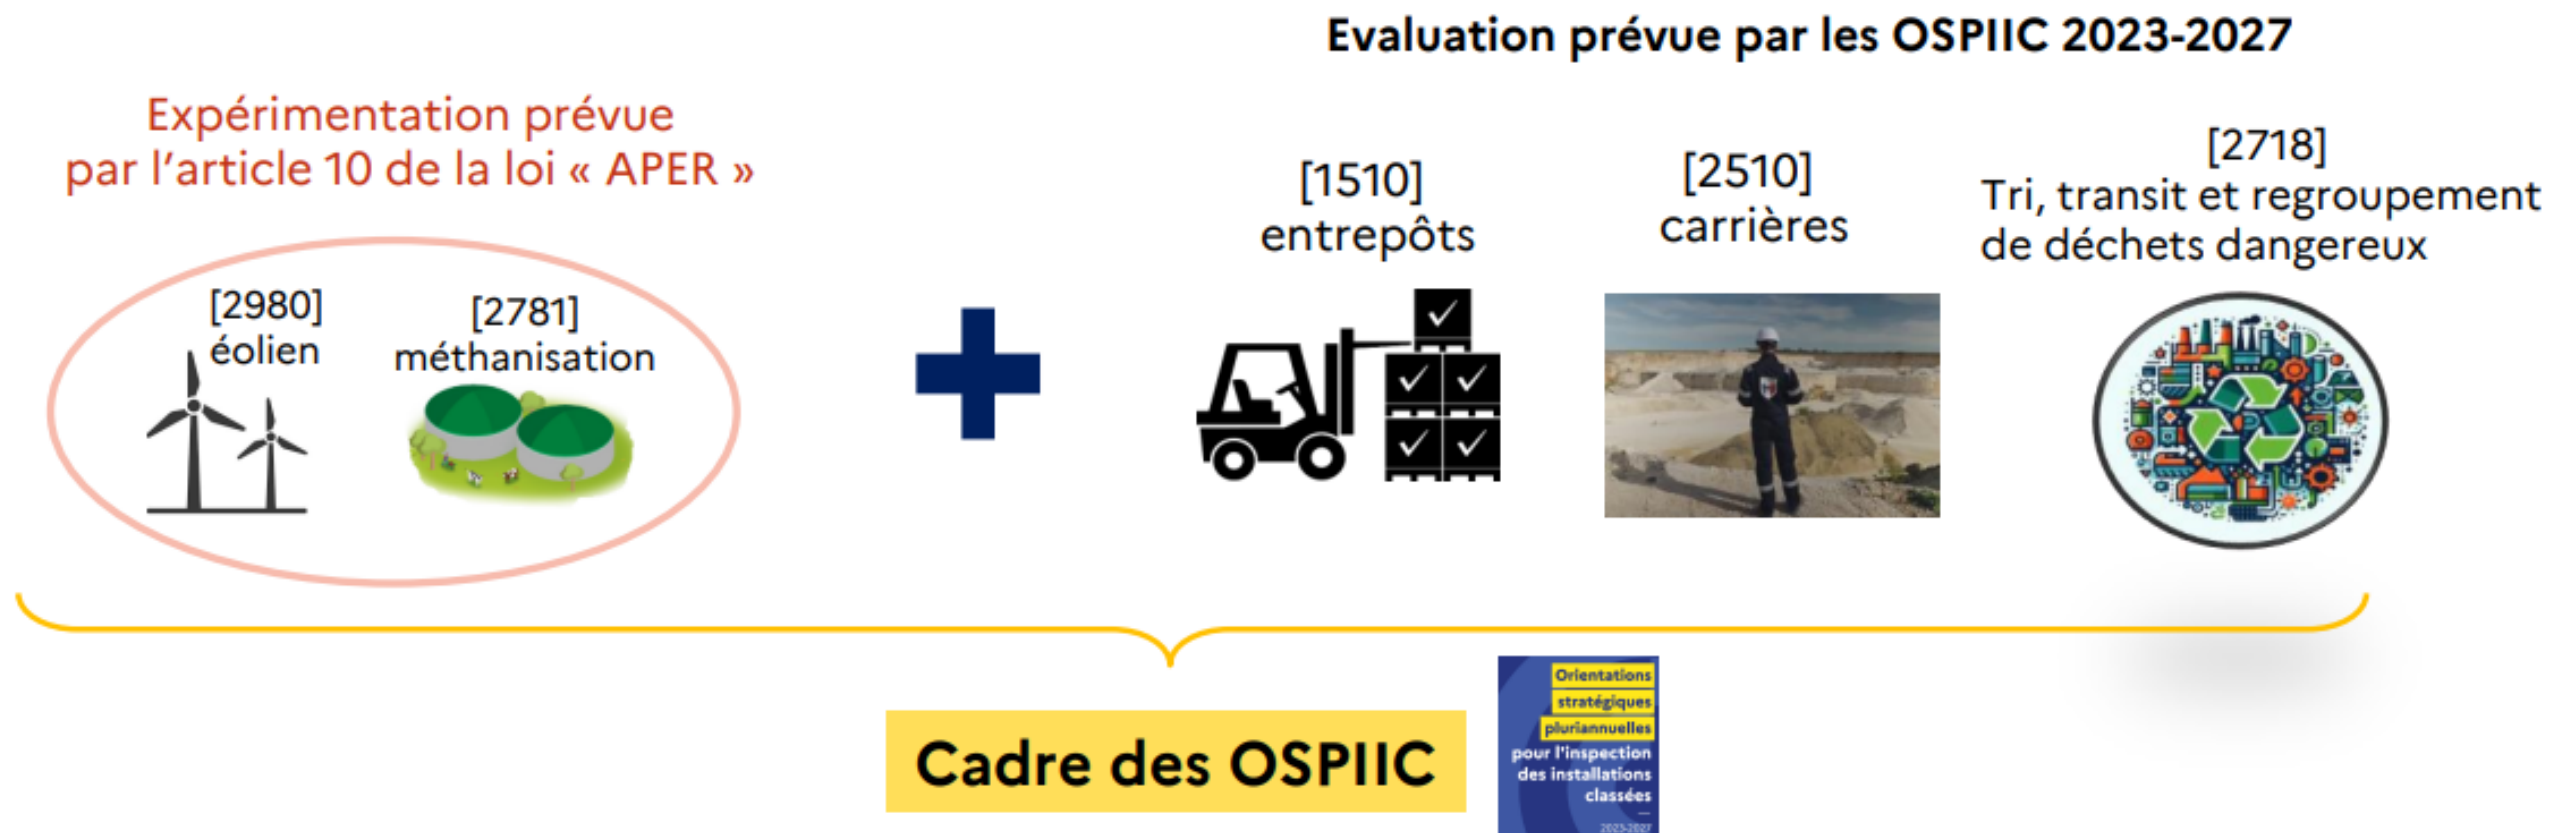 Evaluation prévue par les OSPIIC 2023-2027
Expérimentation prévue
par l'article 10 de la loi « APER »
[2980]
éolien
[2781]
méthanisation
[1510]
entrepôts
[2510]
carrières
[2718]
Tri, transit et regroupement
de déchets dangereux
Cadre des OSPIIC
Orientations
stratégiques
pluriannuelles
pour l'inspection
des installations
classées
—
2023-2027